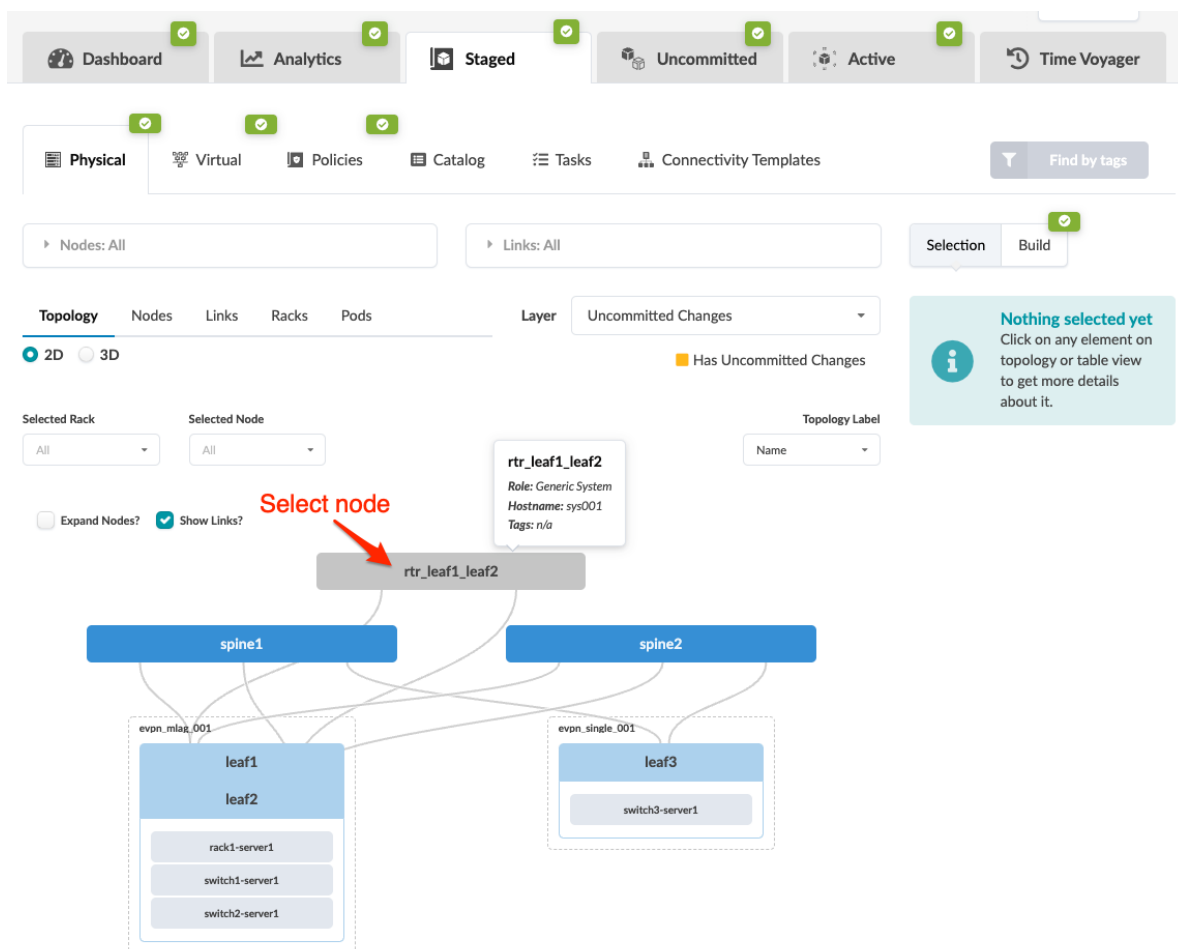 Dashboard
Analytics
Staged
Uncommitted
Active
Time Voyager
Physical
Virtual
Policies
Catalog
Tasks
Connectivity Templates
Find by tags
Nodes: All
Links: All
Selection
Build
Topology
Nodes
Links
Racks
Pods
Layer
Uncommitted Changes
2D
3D
Has Uncommitted Changes
Nothing selected yet
Click on any element on
topology or table view
to get more details
about it.
Selected Rack
Selected Node
Topology Label
All
All
Name
rtr_leaf1_leaf2
Role: Generic System
Hostname: sys001
Tags: n/a
Expand Nodes?
Show Links?
Select node
rtr_leaf1_leaf2
spine1
spine2
evpn_mlag_001
leaf1
leaf2
rack1-server1
switch1-server1
switch2-server1
evpn_single_001
leaf3
switch3-server1